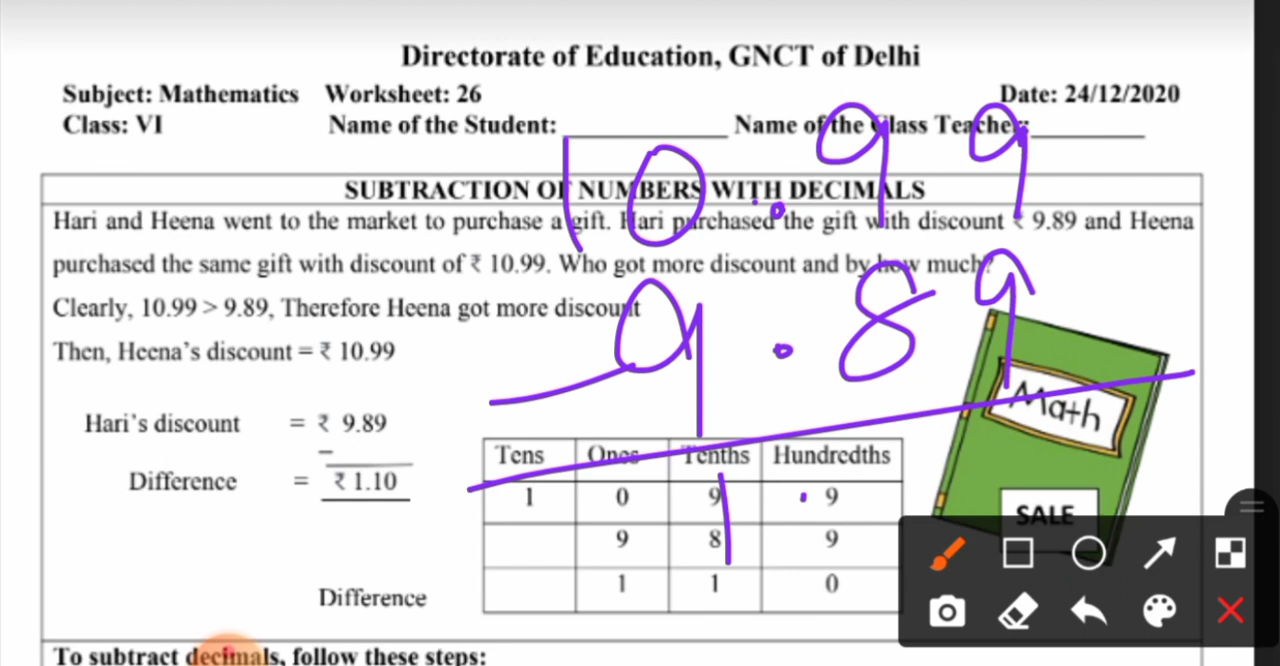 Directorate of Education, GNCT of Delhi
Subject: Mathematics Worksheet: 26 Date: 24/12/2020
Class: VI Name of the Student: ____________ Name of the Class Teacher: ____________
SUBTRACTION OF NUMBERS WITH DECIMALS
Hari and Heena went to the market to purchase a gift. Hari purchased the gift with discount ₹ 9.89 and Heena
purchased the same gift with discount of ₹ 10.99. Who got more discount and by how much?
Clearly, 10.99 > 9.89, Therefore Heena got more discount
Then, Heena's discount = ₹ 10.99
Hari's discount = ₹ 9.89
–
Difference = ₹ 1.10
10.99
– 9.89
1 .
Tens Ones Tenths Hundredths
1 0 9 9
9 8 9
1 1 0
Difference
Math
SALE
To subtract decimals, follow these steps: